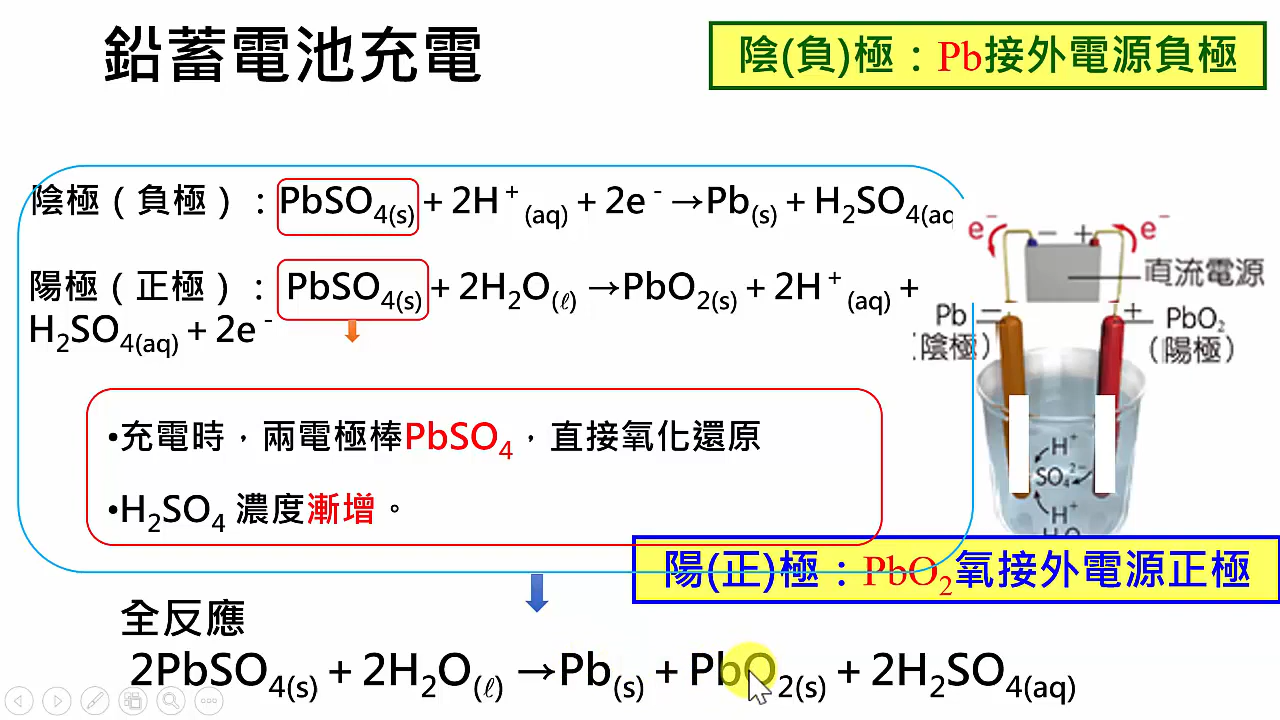 鉛蓄電池充電
陰(負)極：Pb接外電源負極
陰極（負極）：PbSO4(s)＋2H＋(aq)＋2e-→Pb(s)＋H2SO4(aq
陽極（正極）：PbSO4(s)＋2H2O(ℓ)→PbO2(s)＋2H＋(aq)＋
H2SO4(aq)＋2e-
e- － ＋ e-
直流電源
Pb － ＋ PbO2
(陰極) (陽極)
•充電時，兩電極棒PbSO4，直接氧化還原
•H2SO4 濃度漸增。
H+
SO4 2-
H+
H2O
陽(正)極：PbO2氧接外電源正極
全反應
2PbSO4(s)＋2H2O(ℓ)→Pb(s)＋PbO2(s)＋2H2SO4(aq)